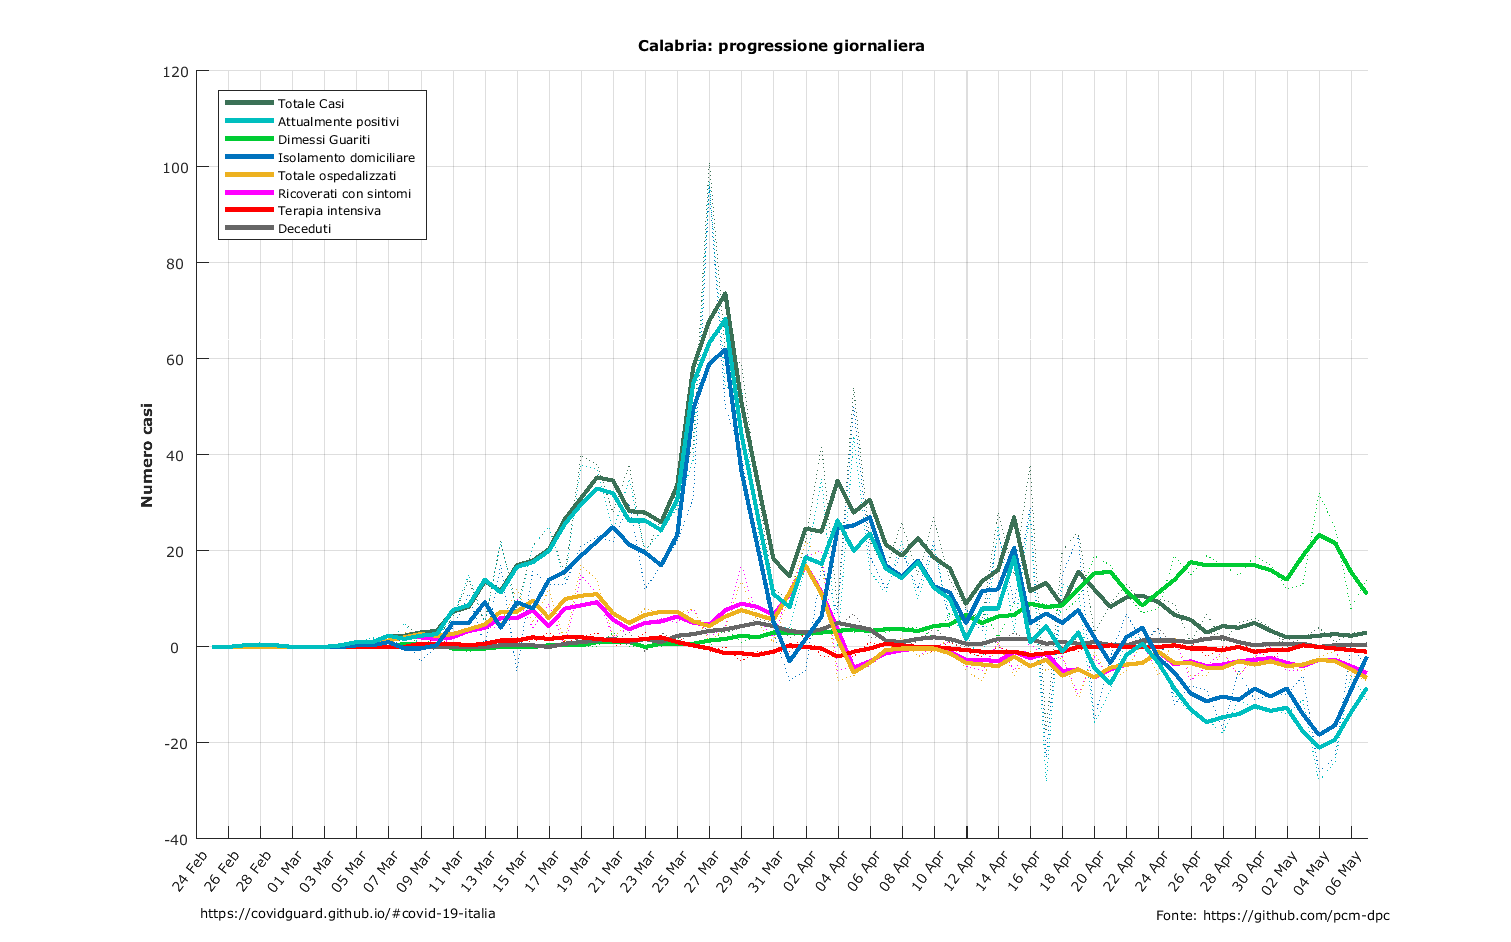 Calabria: progressione giornaliera
120
100
80
60
40
20
0
-20
-40
Numero casi
Totale Casi
Attualmente positivi
Dimessi Guariti
Isolamento domiciliare
Totale ospedalizzati
Ricoverati con sintomi
Terapia intensiva
Deceduti
24 Feb
26 Feb
28 Feb
01 Mar
03 Mar
05 Mar
07 Mar
09 Mar
11 Mar
13 Mar
15 Mar
17 Mar
19 Mar
21 Mar
23 Mar
25 Mar
27 Mar
29 Mar
31 Mar
02 Apr
04 Apr
06 Apr
08 Apr
10 Apr
12 Apr
14 Apr
16 Apr
18 Apr
20 Apr
22 Apr
24 Apr
26 Apr
28 Apr
30 Apr
02 May
04 May
06 May
https://covidguard.github.io/#covid-19-italia
Fonte: https://github.com/pcm-dpc